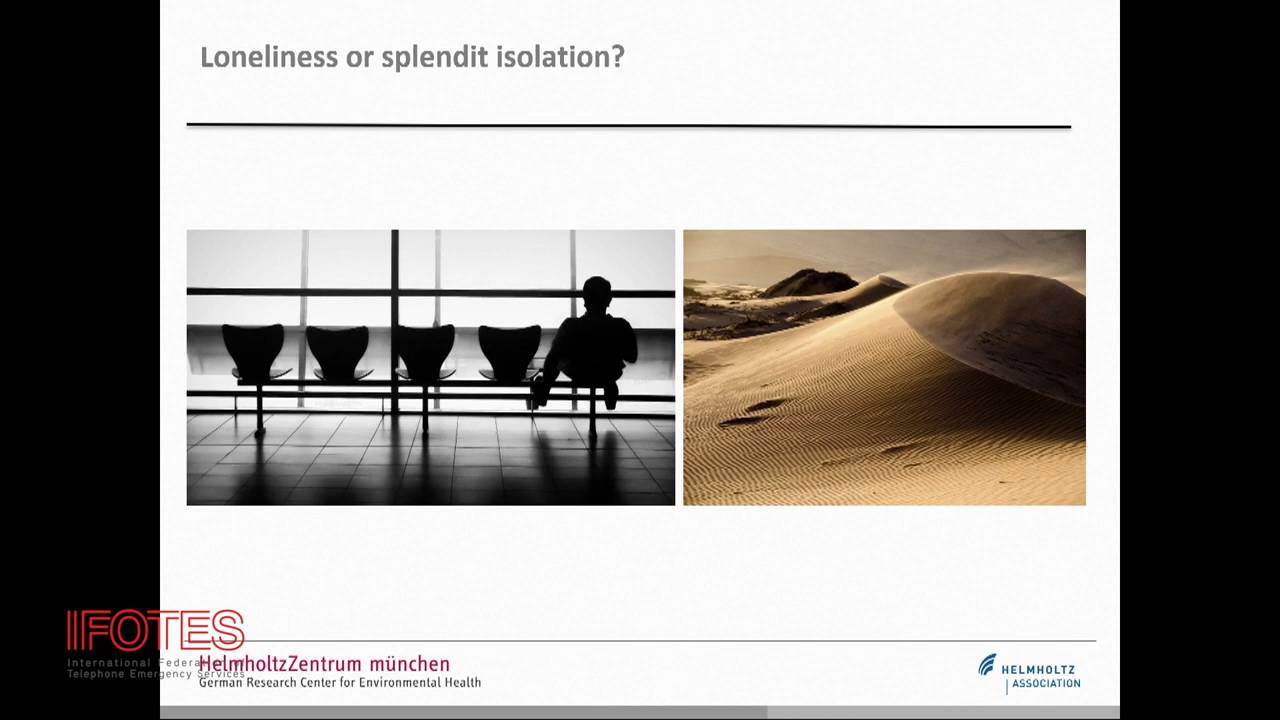 Loneliness or splendit isolation?
IFOTES
International Federation of
Telephone Emergency Services
HelmholtzZentrum münchen
German Research Center for Environmental Health
HELMHOLTZ
ASSOCIATION